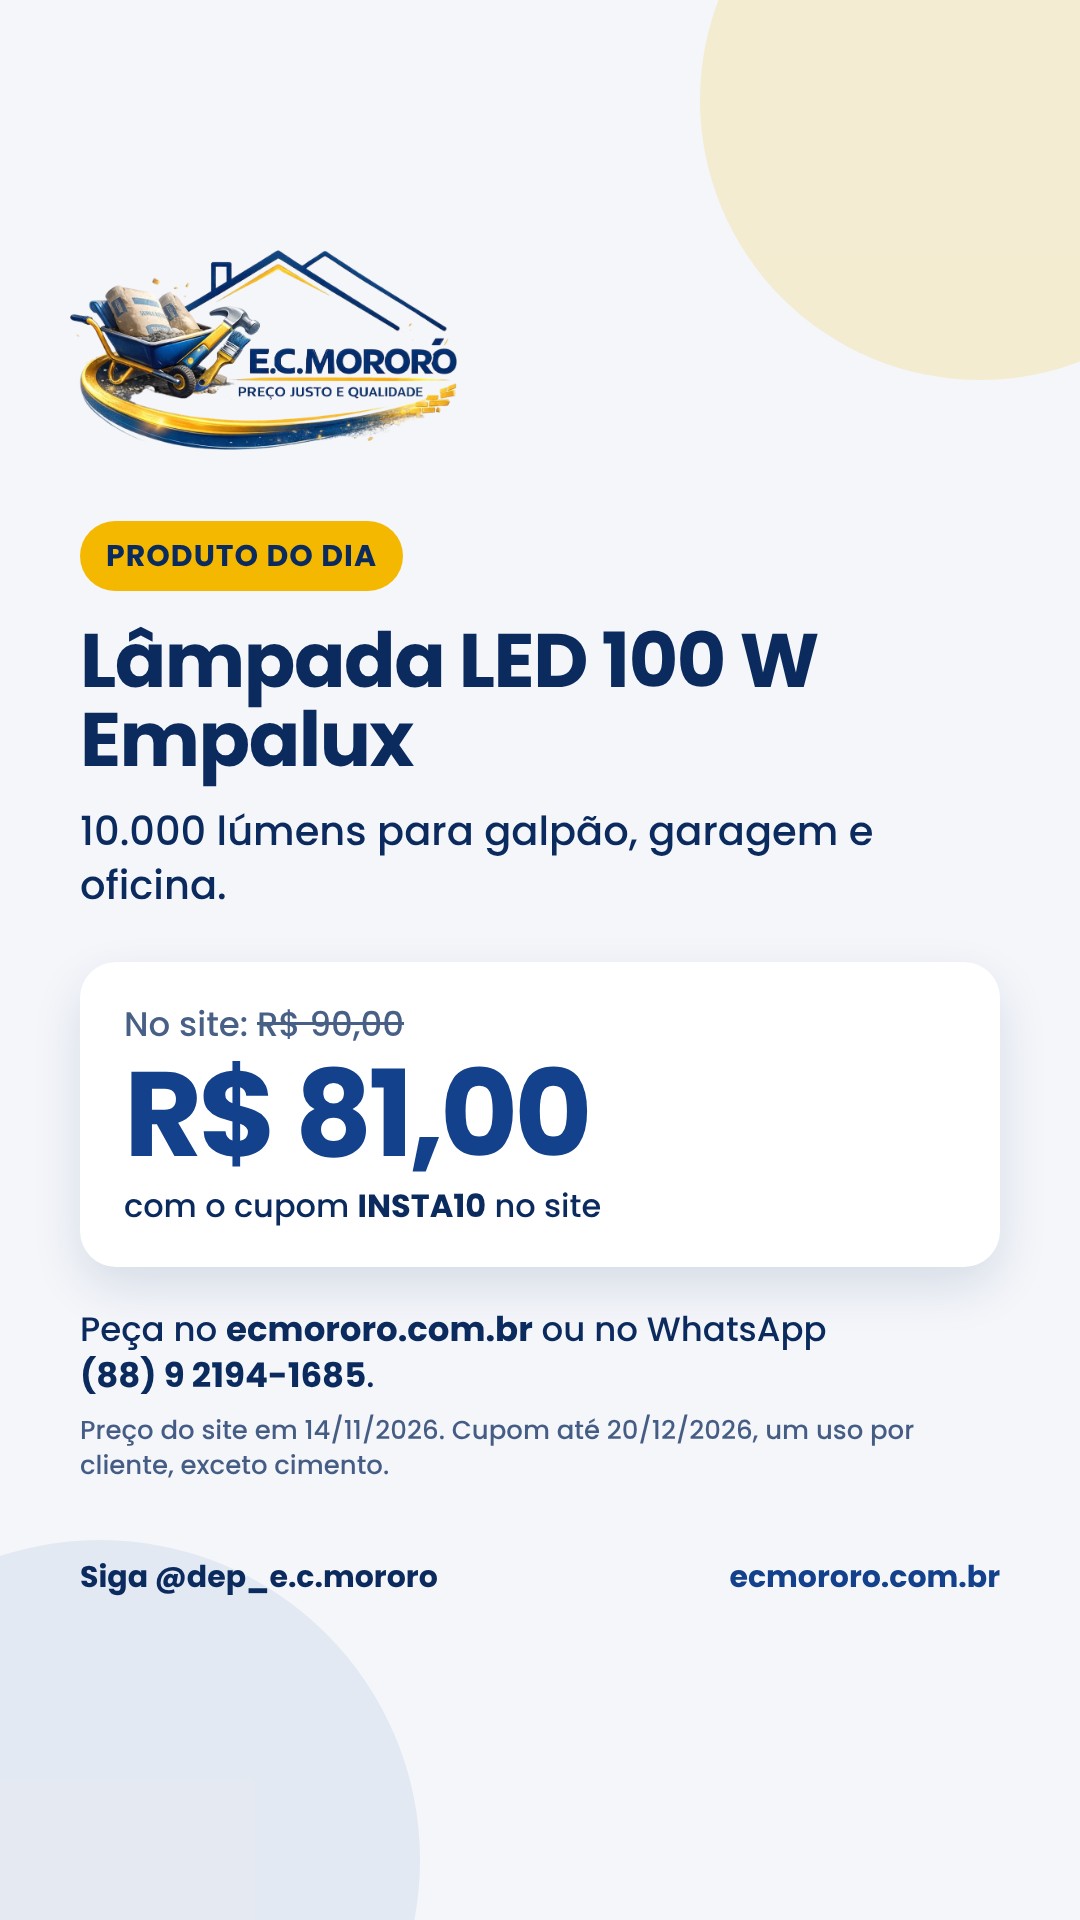 E.C.MORORÓ
PREÇO JUSTO E QUALIDADE
PRODUTO DO DIA
Lâmpada LED 100 W
Empalux
10.000 lúmens para galpão, garagem e
oficina.
No site: R$ 90,00
R$ 81,00
com o cupom INSTA10 no site
Peça no ecmororo.com.br ou no WhatsApp
(88) 9 2194-1685.
Preço do site em 14/11/2026. Cupom até 20/12/2026, um uso por
cliente, exceto cimento.
Siga @dep_e.c.mororo
ecmororo.com.br